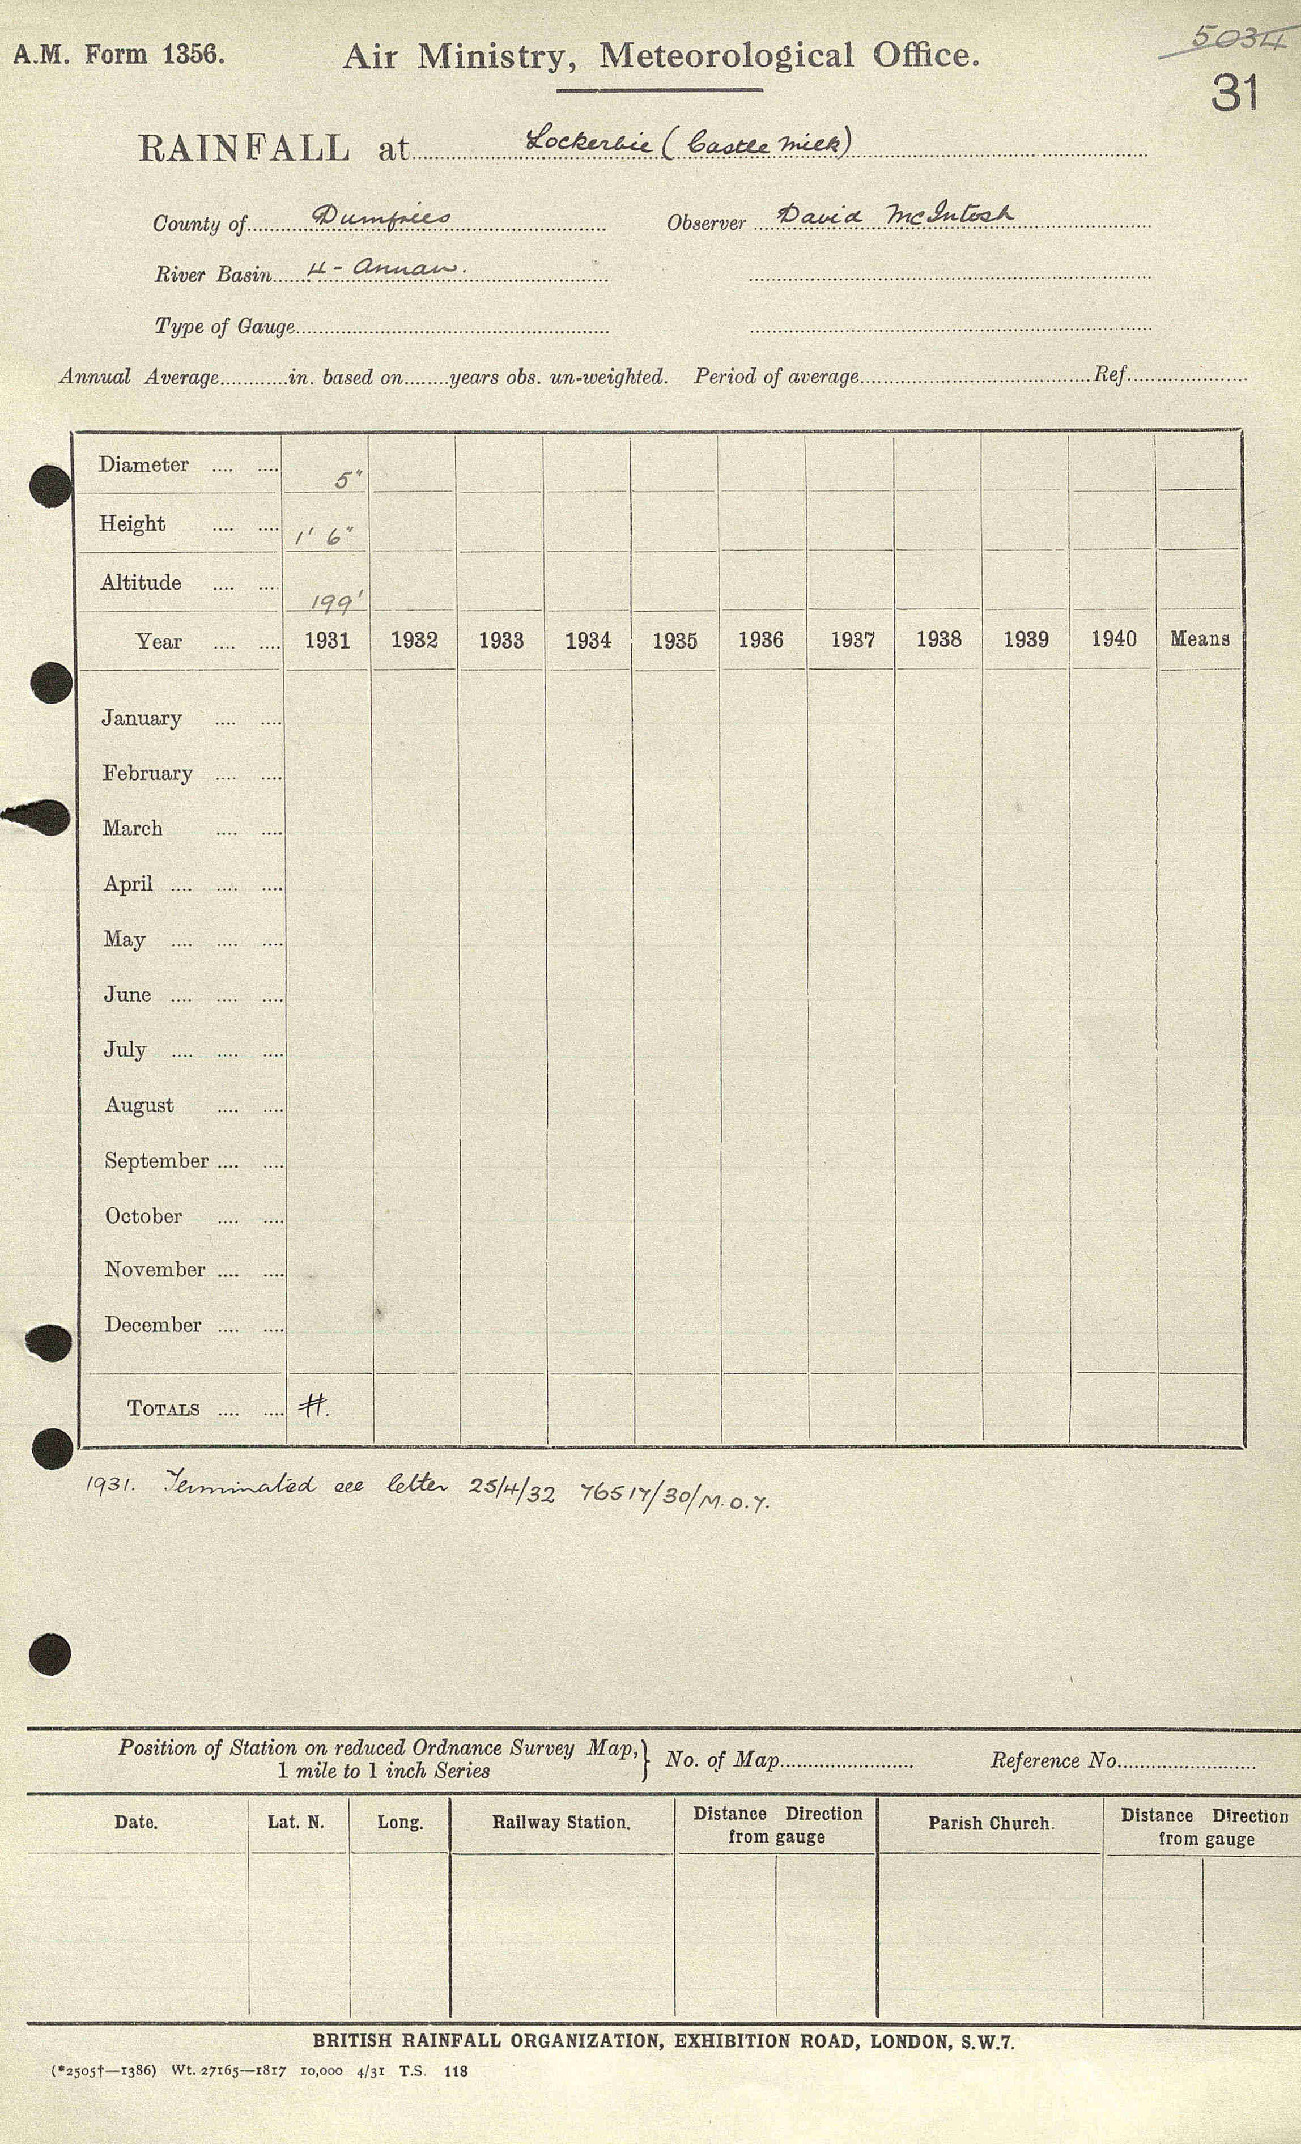 A.M. Form 1356. Air Ministry, Meteorological Office. 5034
31
RAINFALL at Lockerbie (Castle Milk)
County of Dumfries Observer David McIntosh
River Basin 4 - Annan.
Type of Gauge
Annual Average in. based on years obs. un-weighted. Period of average Ref.
Diameter 5"
Height 1' 6"
Altitude 199'
Year 1931 1932 1933 1934 1935 1936 1937 1938 1939 1940 Means
January
February
March
April
May
June
July
August
September
October
November
December
TOTALS #.
1931. Terminated see letter 25/4/32 76517/30/M.O.7.
Position of Station on reduced Ordnance Survey Map, } No. of Map Reference No.
1 mile to 1 inch Series
Date. Lat. N. Long. Railway Station. Distance Direction Parish Church. Distance Direction
from gauge from gauge
BRITISH RAINFALL ORGANIZATION, EXHIBITION ROAD, LONDON, S.W.7.
(*2505†—1386) Wt. 27165—1817 10,000 4/31 T.S. 118